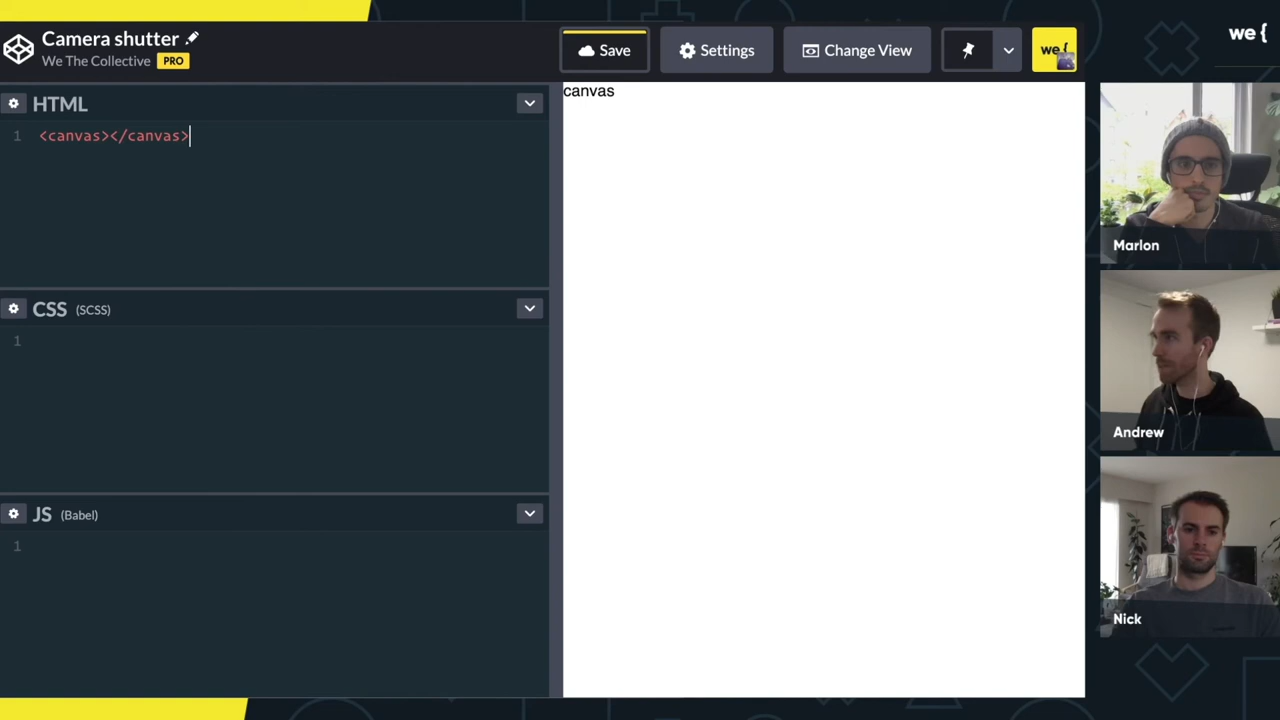 Camera shutter
We The Collective PRO
Save
Settings
Change View
we {
we {
HTML
1 <canvas></canvas>
canvas
CSS (SCSS)
1
JS (Babel)
1
Marlon
Andrew
Nick